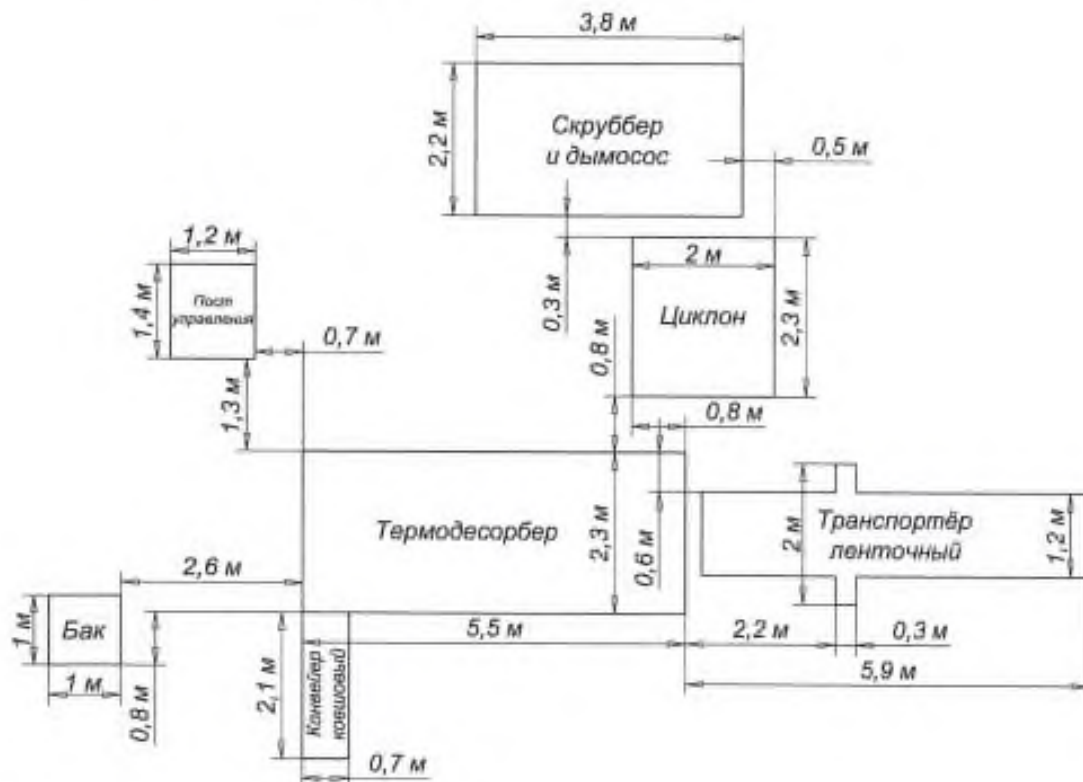 3,8 м
2,2 м
Скруббер
и дымосос
0,5 м
1,2 м
1,4 м
Пост
управления
0,3 м
2 м
Циклон
2,3 м
0,7 м
0,8 м
1,3 м
0,8 м
Термодесорбер
2,3 м
0,6 м
2 м
Транспортёр
ленточный
1,2 м
2,6 м
1 м
Бак
1 м
0,8 м
5,5 м
2,2 м
0,3 м
5,9 м
2,1 м
Конвейер
ковшовый
0,7 м